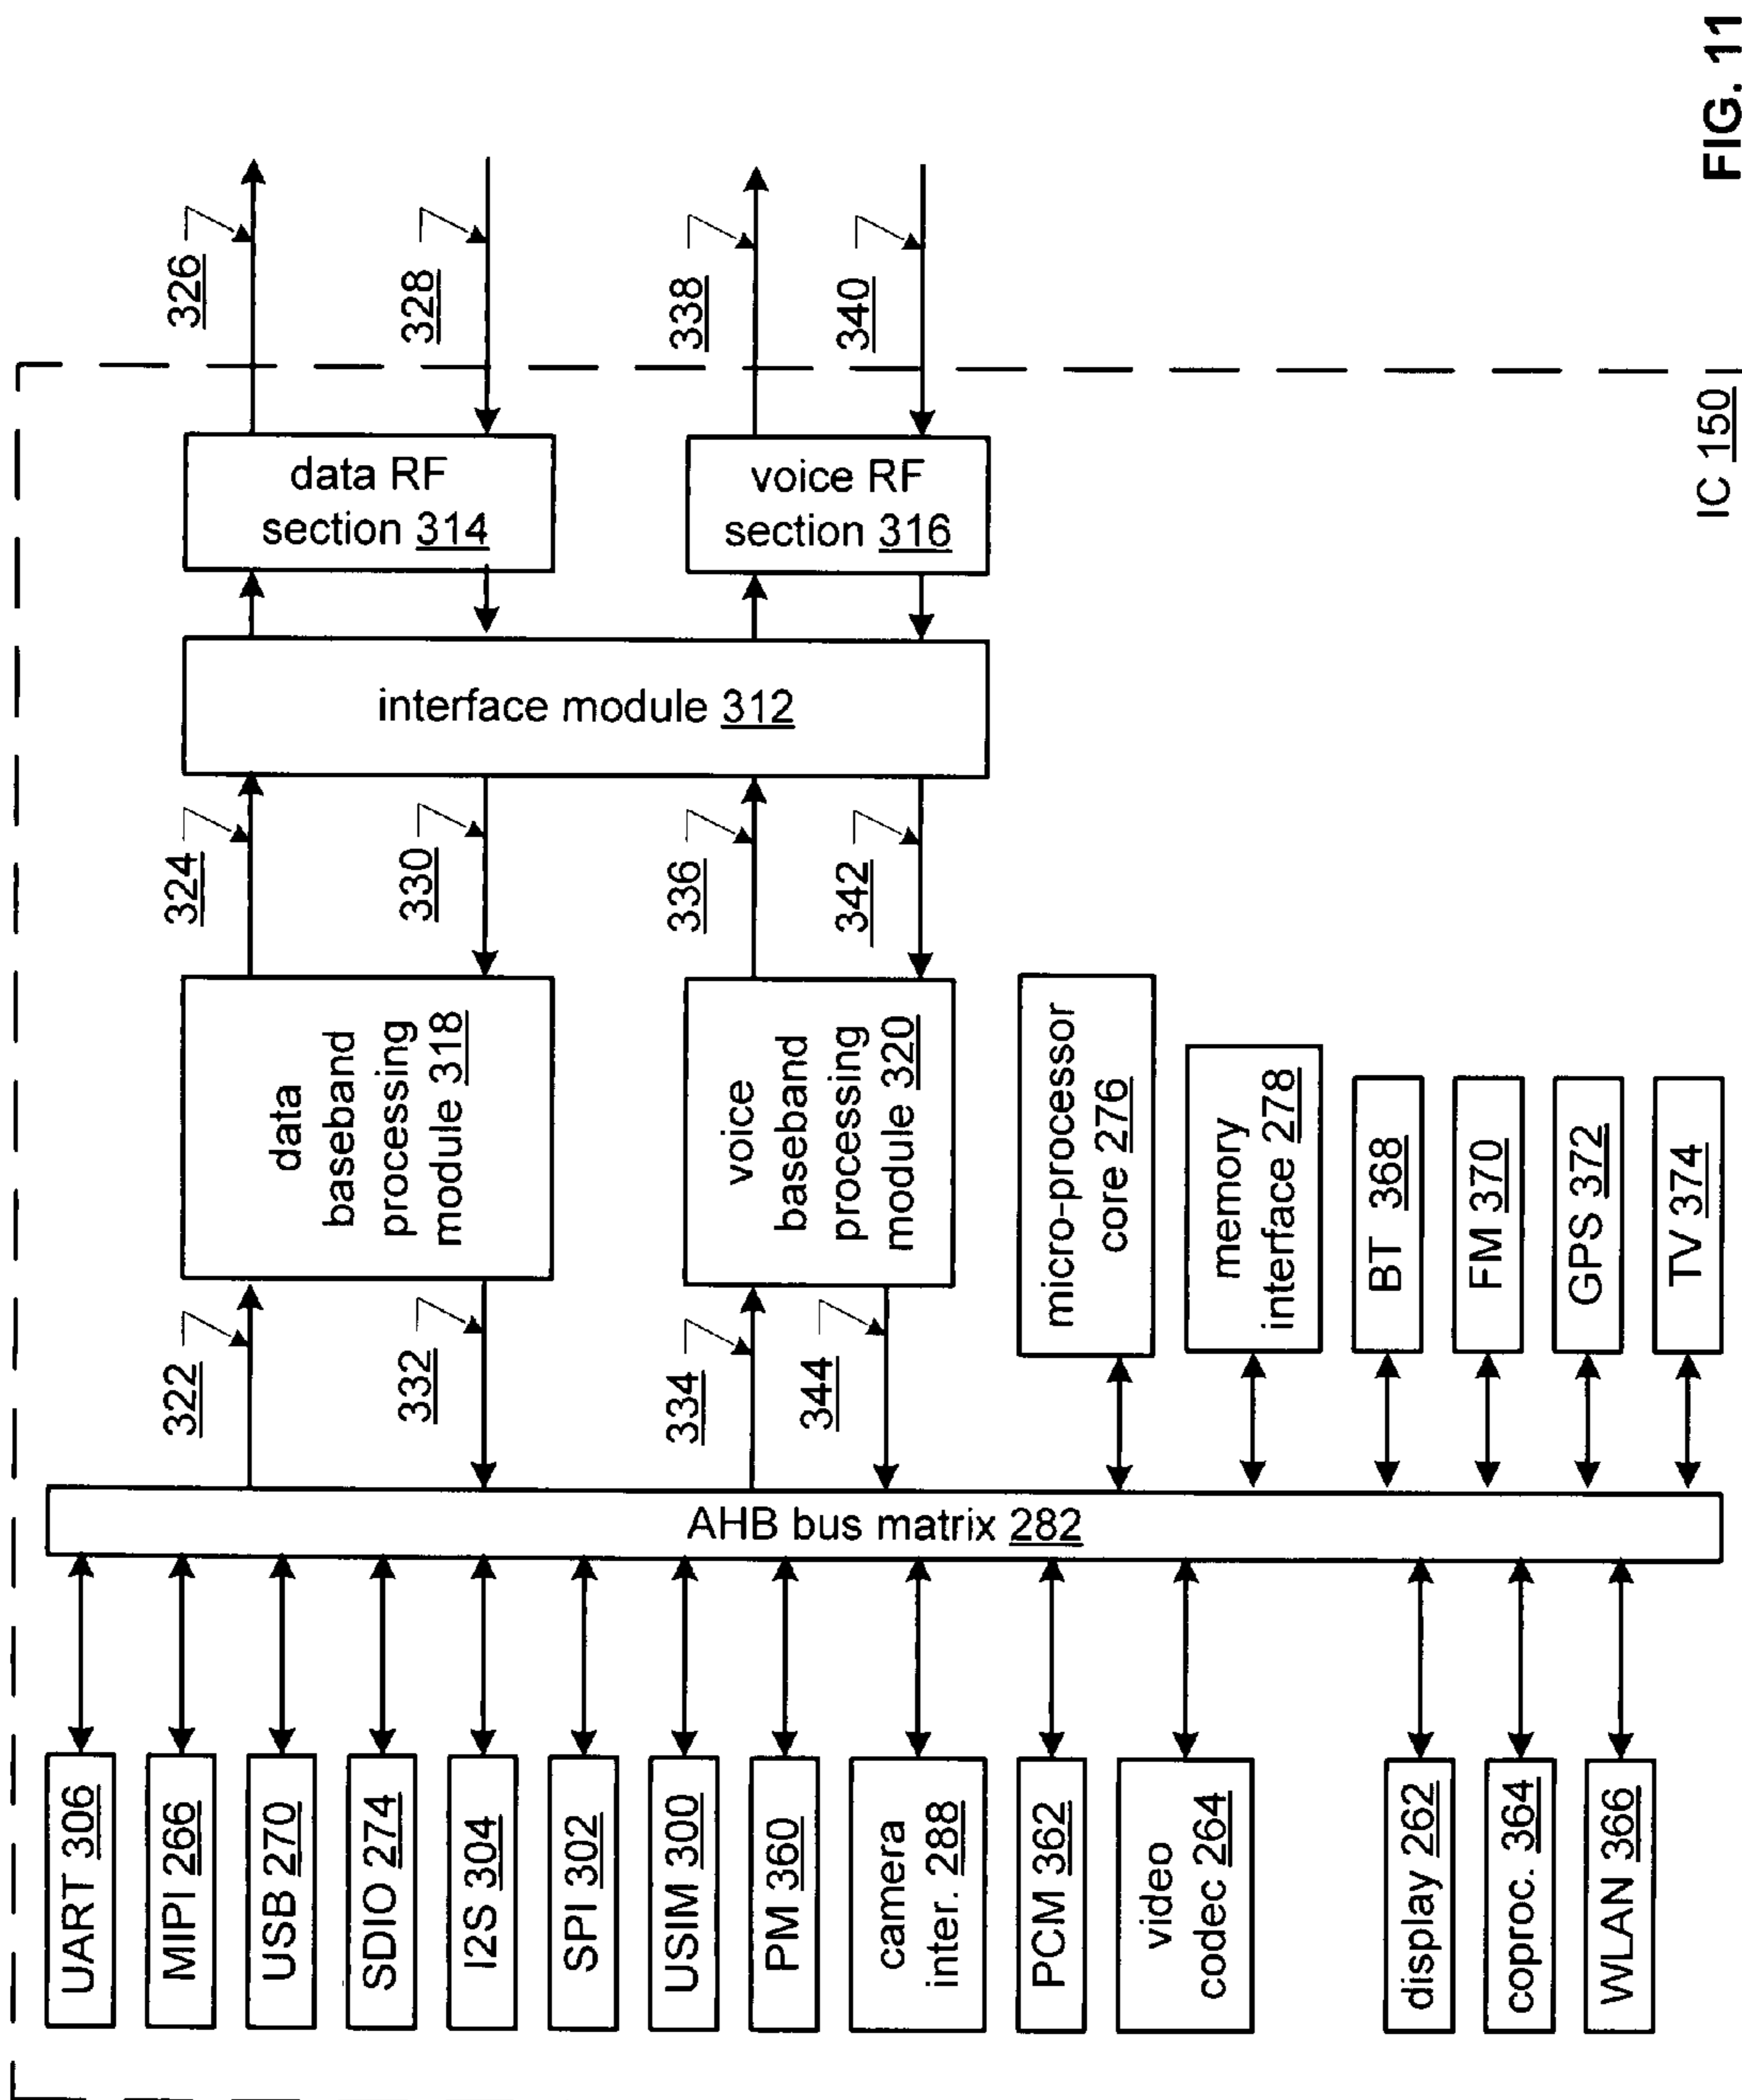 326
328
338
340
data RF
section 314
voice RF
section 316
interface module 312
324
330
336
342
data
baseband
processing
module 318
voice
baseband
processing
module 320
micro-processor
core 276
memory
interface 278
BT 368
FM 370
GPS 372
TV 374
322
332
334
344
AHB bus matrix 282
UART 306
MIPI 266
USB 270
SDIO 274
I2S 304
SPI 302
USIM 300
PM 360
camera
inter. 288
PCM 362
video
codec 264
display 262
coproc. 364
WLAN 366
IC 150
FIG. 11